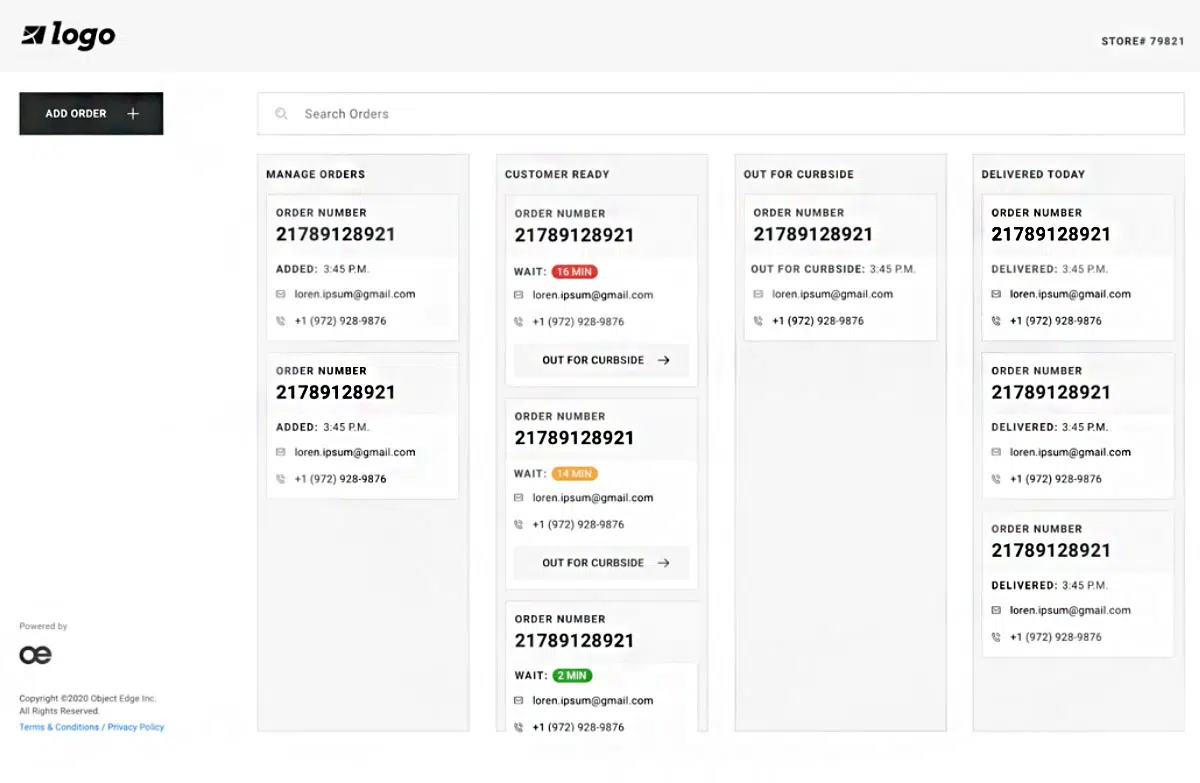 logo
STORE# 79821
ADD ORDER
Search Orders
MANAGE ORDERS
ORDER NUMBER
21789128921
ADDED: 3:45 P.M.
loren.ipsum@gmail.com
+1 (972) 928-9876
ORDER NUMBER
21789128921
ADDED: 3:45 P.M.
loren.ipsum@gmail.com
+1 (972) 928-9876
CUSTOMER READY
ORDER NUMBER
21789128921
WAIT: 16 MIN
loren.ipsum@gmail.com
+1 (972) 928-9876
OUT FOR CURBSIDE
ORDER NUMBER
21789128921
WAIT: 14 MIN
loren.ipsum@gmail.com
+1 (972) 928-9876
OUT FOR CURBSIDE
ORDER NUMBER
21789128921
WAIT: 2 MIN
loren.ipsum@gmail.com
+1 (972) 928-9876
OUT FOR CURBSIDE
ORDER NUMBER
21789128921
OUT FOR CURBSIDE: 3:45 P.M.
loren.ipsum@gmail.com
+1 (972) 928-9876
DELIVERED TODAY
ORDER NUMBER
21789128921
DELIVERED: 3:45 P.M.
loren.ipsum@gmail.com
+1 (972) 928-9876
ORDER NUMBER
21789128921
DELIVERED: 3:45 P.M.
loren.ipsum@gmail.com
+1 (972) 928-9876
ORDER NUMBER
21789128921
DELIVERED: 3:45 P.M.
loren.ipsum@gmail.com
+1 (972) 928-9876
Powered by
oe
Copyright ©2020 Object Edge Inc.
All Rights Reserved.
Terms & Conditions / Privacy Policy